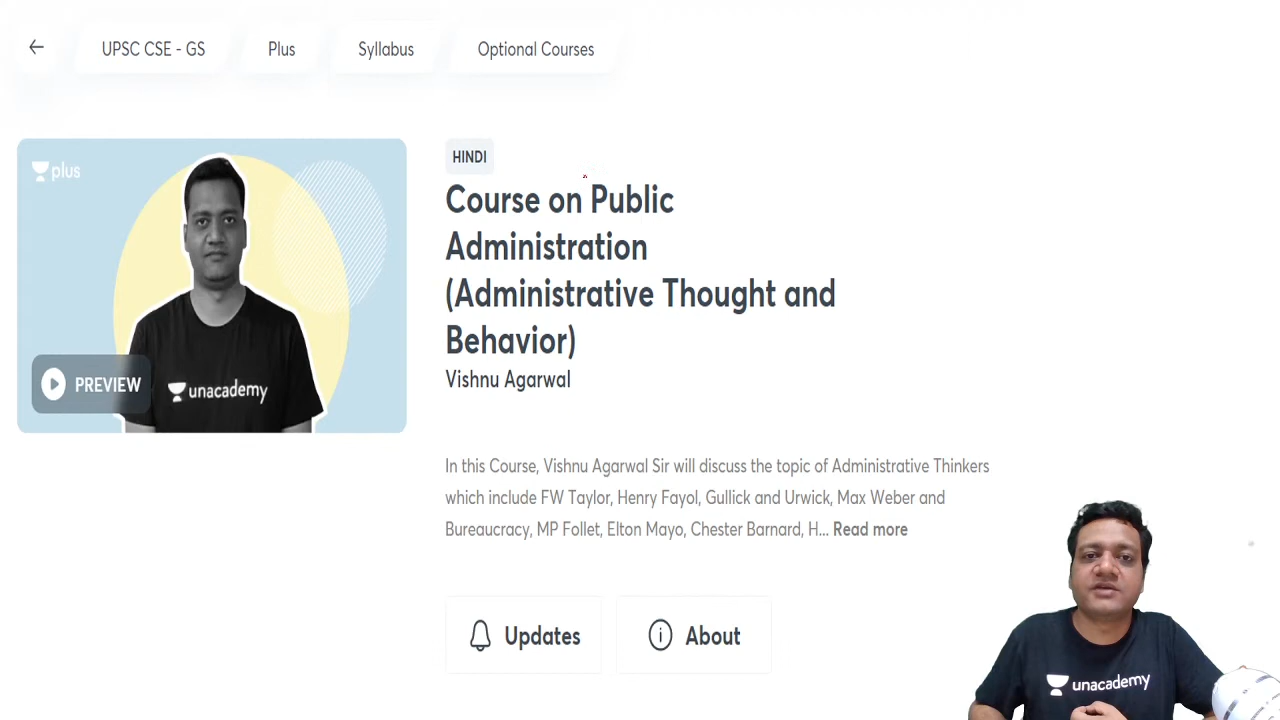 UPSC CSE - GS Plus Syllabus Optional Courses
plus
PREVIEW
unacademy
HINDI
Course on Public
Administration
(Administrative Thought and
Behavior)
Vishnu Agarwal
In this Course, Vishnu Agarwal Sir will discuss the topic of Administrative Thinkers
which include FW Taylor, Henry Fayol, Gullick and Urwick, Max Weber and
Bureaucracy, MP Follet, Elton Mayo, Chester Barnard, H... Read more
Updates About
unacademy